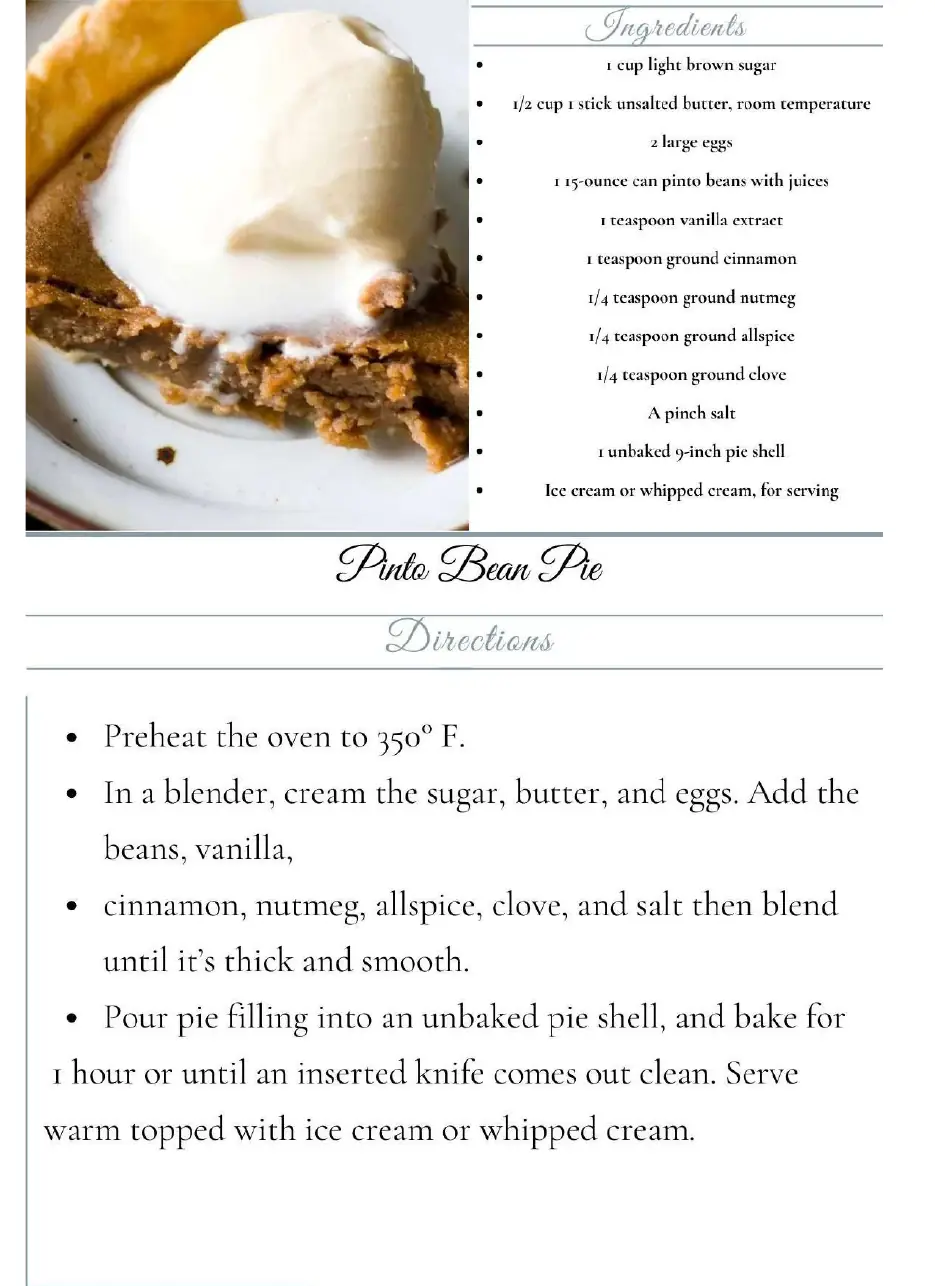 Ingredients
• 1 cup light brown sugar
• 1/2 cup 1 stick unsalted butter, room temperature
• 2 large eggs
• 1 15-ounce can pinto beans with juices
• 1 teaspoon vanilla extract
• 1 teaspoon ground cinnamon
• 1/4 teaspoon ground nutmeg
• 1/4 teaspoon ground allspice
• 1/4 teaspoon ground clove
• A pinch salt
• 1 unbaked 9-inch pie shell
• Ice cream or whipped cream, for serving
Pinto Bean Pie
Directions
• Preheat the oven to 350° F.
• In a blender, cream the sugar, butter, and eggs. Add the
beans, vanilla,
• cinnamon, nutmeg, allspice, clove, and salt then blend
until it’s thick and smooth.
• Pour pie filling into an unbaked pie shell, and bake for
1 hour or until an inserted knife comes out clean. Serve
warm topped with ice cream or whipped cream.